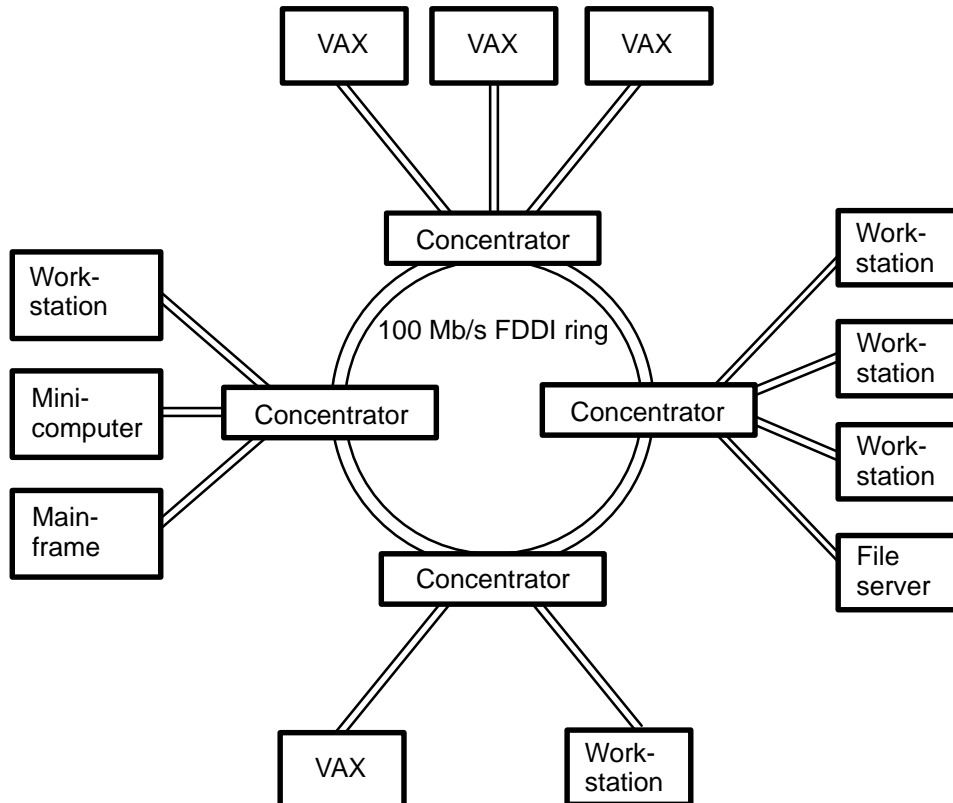 VAX
VAX
VAX
Concentrator
Work-
station
100 Mb/s FDDI ring
Work-
station
Mini-
computer
Concentrator
Concentrator
Work-
station
Work-
station
Main-
frame
File
server
Concentrator
VAX
Work-
station